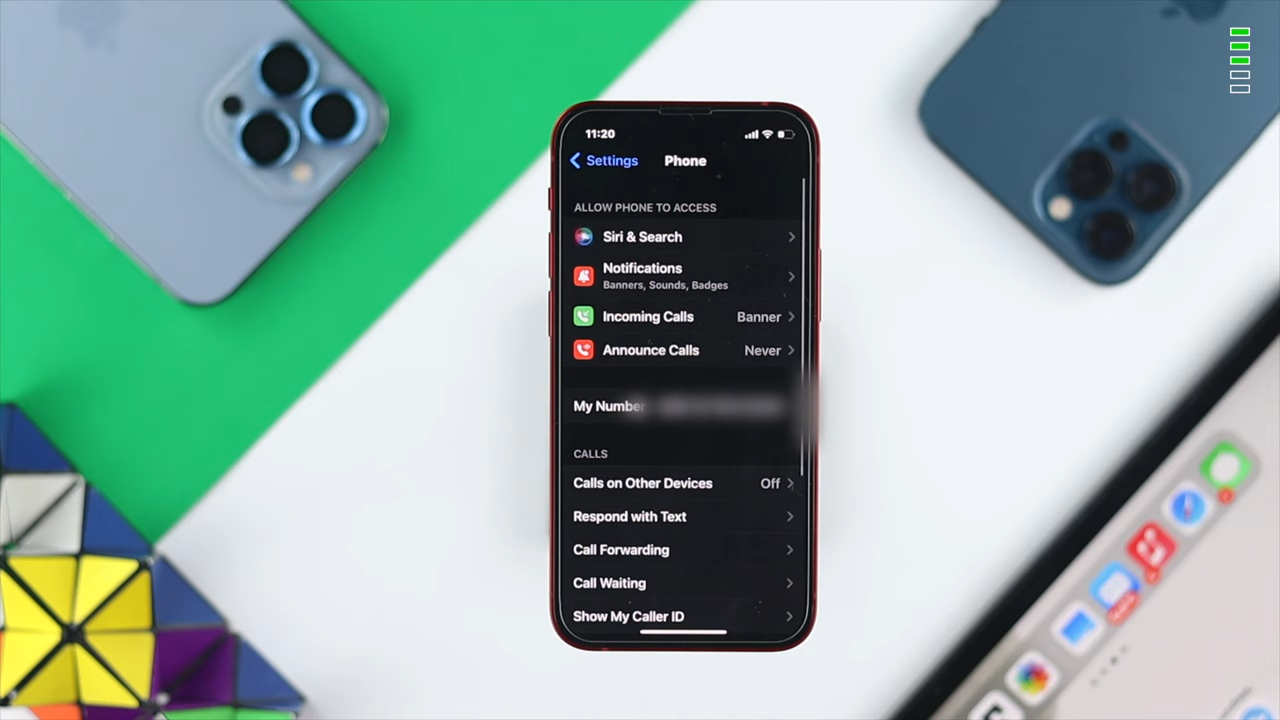 11:20
Settings
Phone
ALLOW PHONE TO ACCESS
Siri & Search
Notifications
Banners, Sounds, Badges
Incoming Calls Banner
Announce Calls Never
My Number
CALLS
Calls on Other Devices Off
Respond with Text
Call Forwarding
Call Waiting
Show My Caller ID